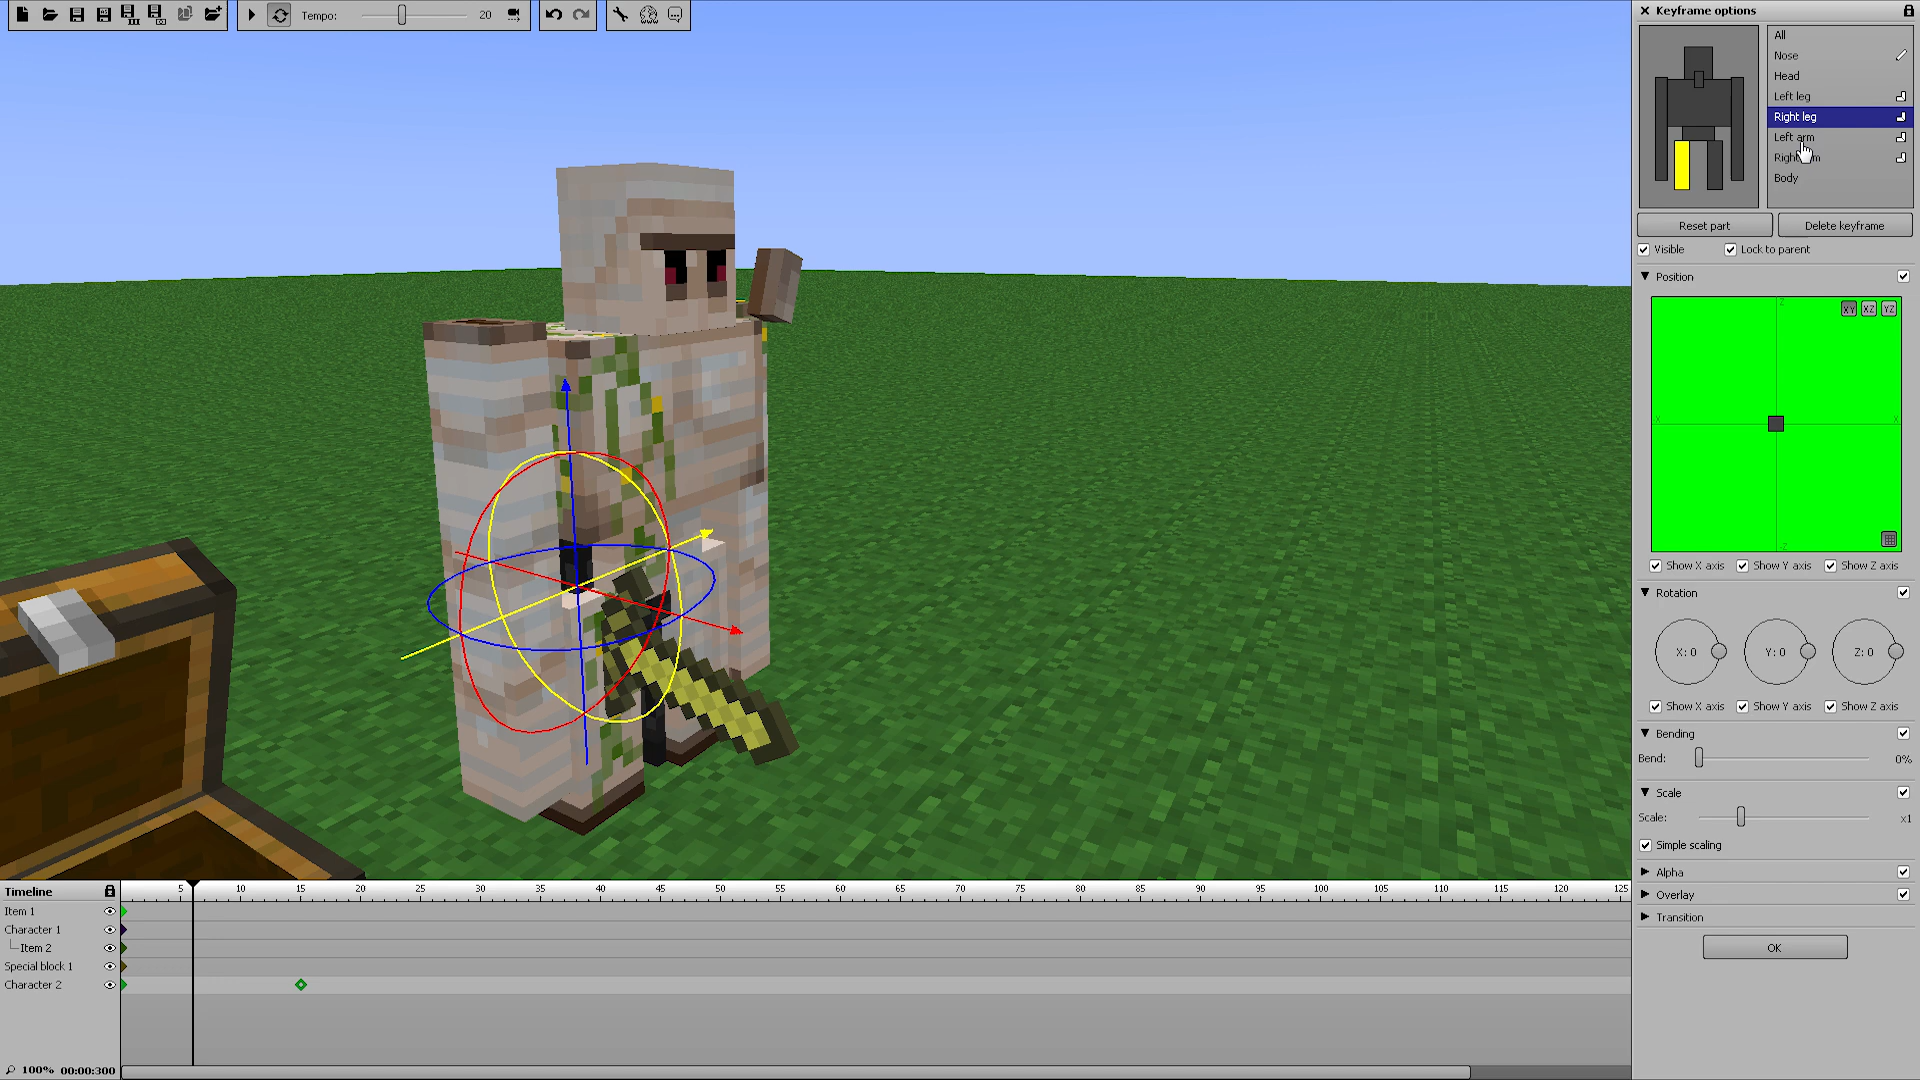 Tempo: 20
Keyframe options
All
Nose
Head
Left leg
Right leg
Left arm
Body
Reset part Delete keyframe
Visible Lock to parent
Position
XY XZ YZ
Z
X X
-Z
Show X axis Show Y axis Show Z axis
Rotation
X: 0 Y: 0 Z: 0
Show X axis Show Y axis Show Z axis
Bending
Bend: 0%
Scale
Scale: x1
Simple scaling
Alpha
Overlay
Transition
OK
Timeline 5 10 15 20 25 30 35 40 45 50 55 60 65 70 75 80 85 90 95 100 105 110 115 120 125
Item 1
Character 1
Item 2
Special block 1
Character 2
100% 00:00:300